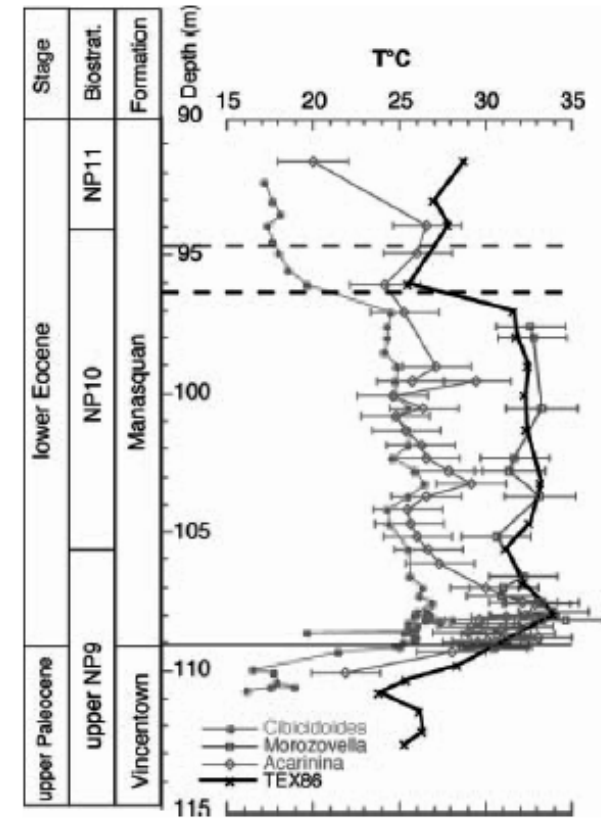 Stage
Biostrat.
Formation
Depth (m)
T°C
90
15
20
25
30
35
95
100
105
110
115
lower Eocene
upper Paleocene
NP11
NP10
upper NP9
Manasquan
Vincentown
Cibicidoides
Morozovella
Acarinina
TEX86